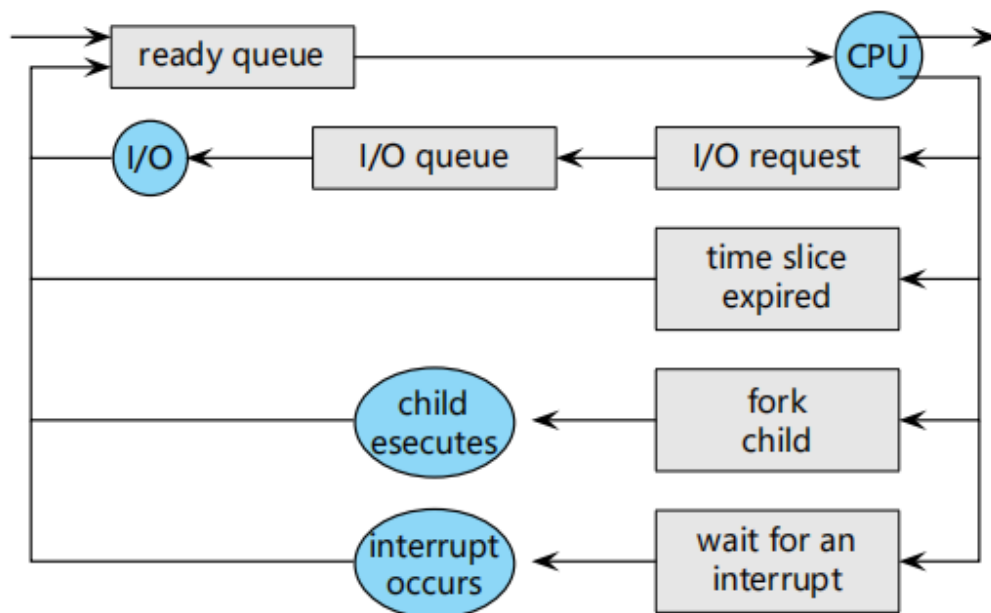 ready queue
CPU
I/O
I/O queue
I/O request
time slice
expired
child
esecutes
fork
child
interrupt
occurs
wait for an
interrupt